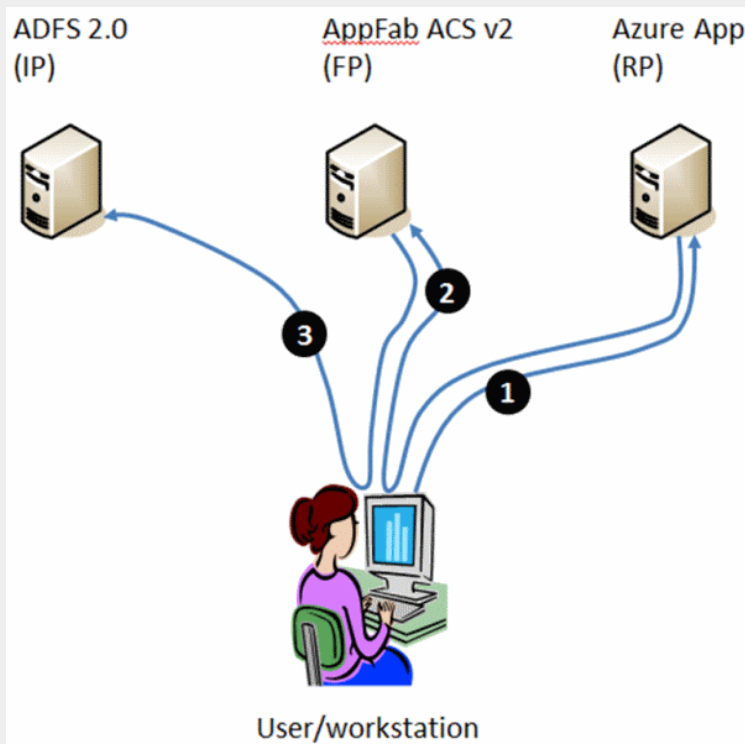 ADFS 2.0
(IP)
AppFab ACS v2
(FP)
Azure App
(RP)
2
3
1
User/workstation